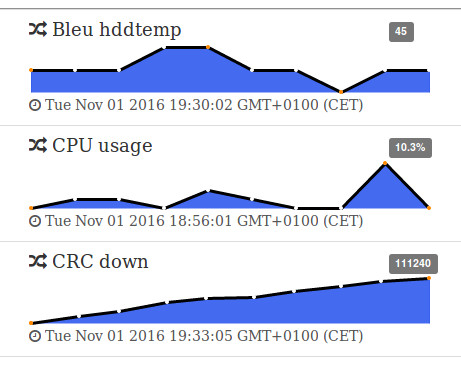 Bleu hddtemp 45
Tue Nov 01 2016 19:30:02 GMT+0100 (CET)
CPU usage 10.3%
Tue Nov 01 2016 18:56:01 GMT+0100 (CET)
CRC down 111240
Tue Nov 01 2016 19:33:05 GMT+0100 (CET)